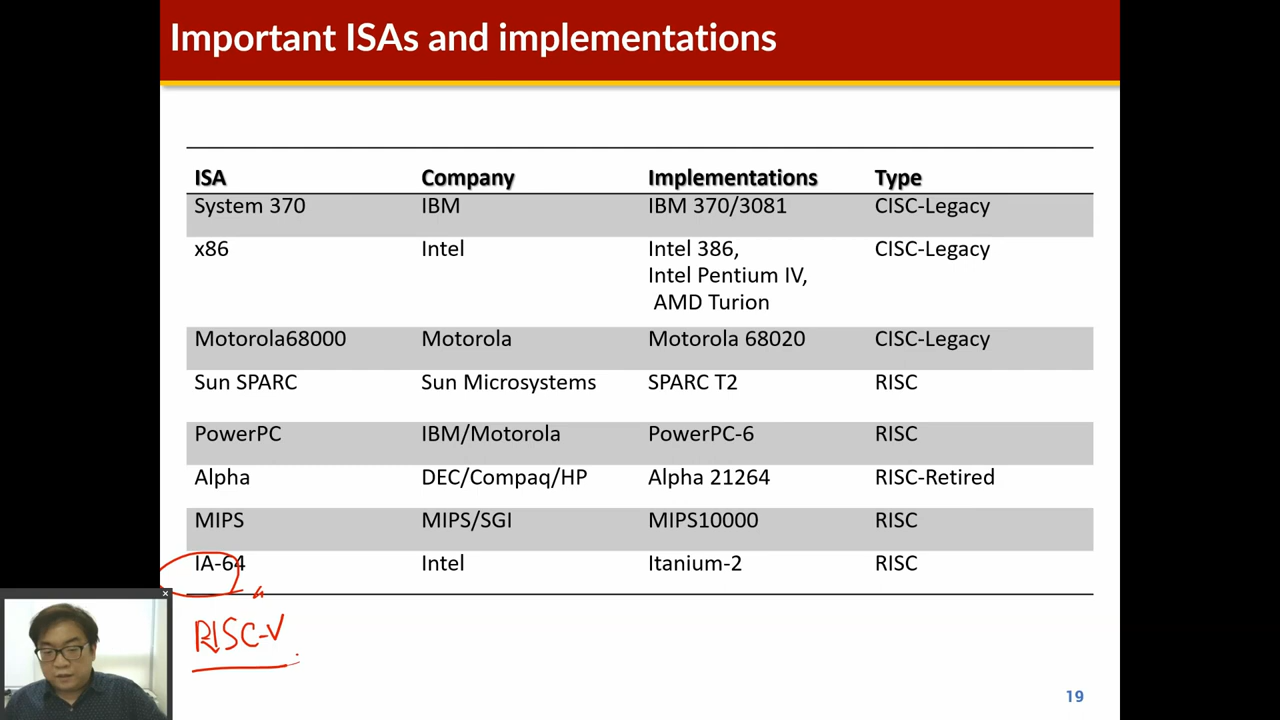 Important ISAs and implementations
ISA Company Implementations Type
System 370 IBM IBM 370/3081 CISC-Legacy
x86 Intel Intel 386, CISC-Legacy
Intel Pentium IV,
AMD Turion
Motorola68000 Motorola Motorola 68020 CISC-Legacy
Sun SPARC Sun Microsystems SPARC T2 RISC
PowerPC IBM/Motorola PowerPC-6 RISC
Alpha DEC/Compaq/HP Alpha 21264 RISC-Retired
MIPS MIPS/SGI MIPS10000 RISC
IA-64 Intel Itanium-2 RISC
RISC-V
19